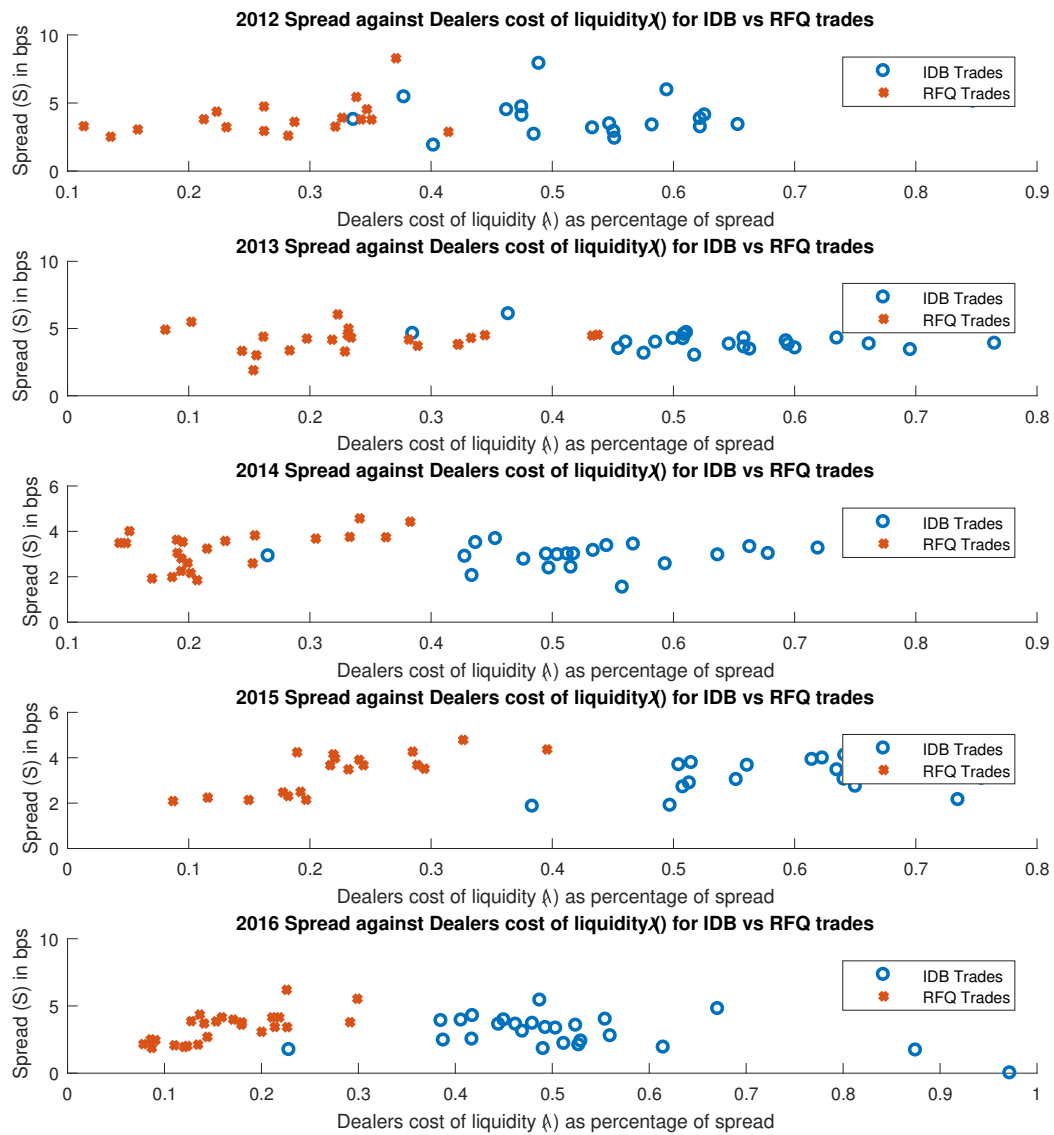 2012 Spread against Dealers cost of liquidityλ() for IDB vs RFQ trades
Spread (S) in bps
10
5
0
IDB Trades
RFQ Trades
0.1 0.2 0.3 0.4 0.5 0.6 0.7 0.8 0.9
Dealers cost of liquidity (λ) as percentage of spread
2013 Spread against Dealers cost of liquidityλ() for IDB vs RFQ trades
Spread (S) in bps
10
5
0
IDB Trades
RFQ Trades
0 0.1 0.2 0.3 0.4 0.5 0.6 0.7 0.8
Dealers cost of liquidity (λ) as percentage of spread
2014 Spread against Dealers cost of liquidityλ() for IDB vs RFQ trades
Spread (S) in bps
6
4
2
0
IDB Trades
RFQ Trades
0.1 0.2 0.3 0.4 0.5 0.6 0.7 0.8 0.9
Dealers cost of liquidity (λ) as percentage of spread
2015 Spread against Dealers cost of liquidityλ() for IDB vs RFQ trades
Spread (S) in bps
6
4
2
0
IDB Trades
RFQ Trades
0 0.1 0.2 0.3 0.4 0.5 0.6 0.7 0.8
Dealers cost of liquidity (λ) as percentage of spread
2016 Spread against Dealers cost of liquidityλ() for IDB vs RFQ trades
Spread (S) in bps
10
5
0
IDB Trades
RFQ Trades
0 0.1 0.2 0.3 0.4 0.5 0.6 0.7 0.8 0.9 1
Dealers cost of liquidity (λ) as percentage of spread